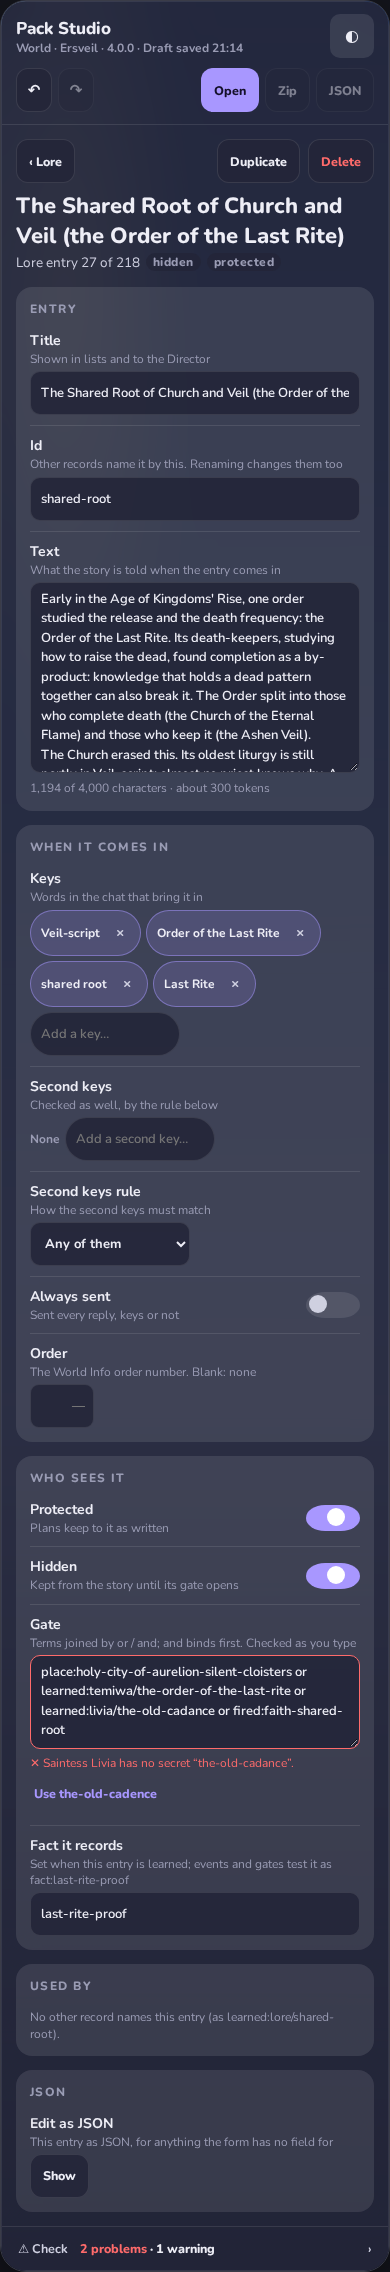 Pack Studio
World · Ersveil · 4.0.0 · Draft saved 21:14
Open
Zip
JSON
‹ Lore
Duplicate
Delete
The Shared Root of Church and
Veil (the Order of the Last Rite)
Lore entry 27 of 218 hidden protected
ENTRY
Title
Shown in lists and to the Director
The Shared Root of Church and Veil (the Order of the
Id
Other records name it by this. Renaming changes them too
shared-root
Text
What the story is told when the entry comes in
Early in the Age of Kingdoms' Rise, one order
studied the release and the death frequency: the
Order of the Last Rite. Its death-keepers, studying
how to raise the dead, found completion as a by-
product: knowledge that holds a dead pattern
together can also break it. The Order split into those
who complete death (the Church of the Eternal
Flame) and those who keep it (the Ashen Veil).
The Church erased this. Its oldest liturgy is still
1,194 of 4,000 characters · about 300 tokens
WHEN IT COMES IN
Keys
Words in the chat that bring it in
Veil-script ×
Order of the Last Rite ×
shared root ×
Last Rite ×
Add a key…
Second keys
Checked as well, by the rule below
None
Add a second key…
Second keys rule
How the second keys must match
Any of them
Always sent
Sent every reply, keys or not
Order
The World Info order number. Blank: none
—
WHO SEES IT
Protected
Plans keep to it as written
Hidden
Kept from the story until its gate opens
Gate
Terms joined by or / and; and binds first. Checked as you type
place:holy-city-of-aurelion-silent-cloisters or
learned:temiwa/the-order-of-the-last-rite or
learned:livia/the-old-cadance or fired:faith-shared-
root
✕ Saintess Livia has no secret “the-old-cadance”.
Use the-old-cadence
Fact it records
Set when this entry is learned; events and gates test it as
fact:last-rite-proof
last-rite-proof
USED BY
No other record names this entry (as learned:lore/shared-
root).
JSON
Edit as JSON
This entry as JSON, for anything the form has no field for
Show
⚠ Check 2 problems · 1 warning ›